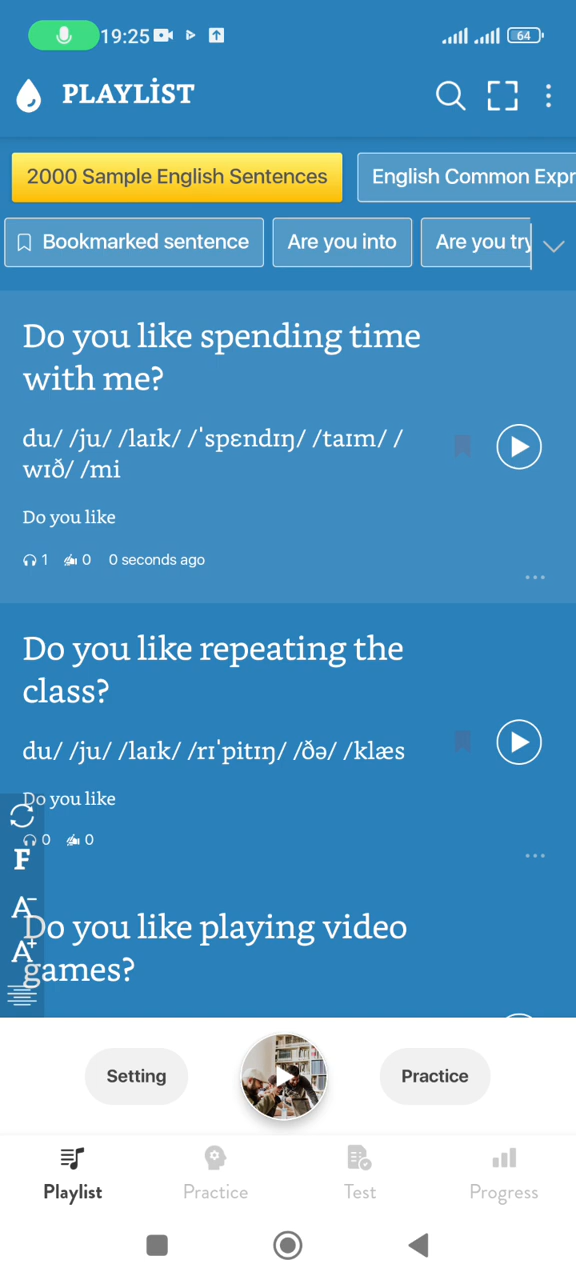 19:25
64
PLAYLİST
2000 Sample English Sentences
English Common Expr
Bookmarked sentence
Are you into
Are you try
Do you like spending time
with me?
du/ /ju/ /laɪk/ /ˈspɛndɪŋ/ /taɪm/ /
wɪð/ /mi
Do you like
1
0
0 seconds ago
Do you like repeating the
class?
du/ /ju/ /laɪk/ /rɪˈpitɪŋ/ /ðə/ /klæs
Do you like
0
0
F
A-
Do you like playing video
A+
games?
Setting
Practice
Playlist
Practice
Test
Progress